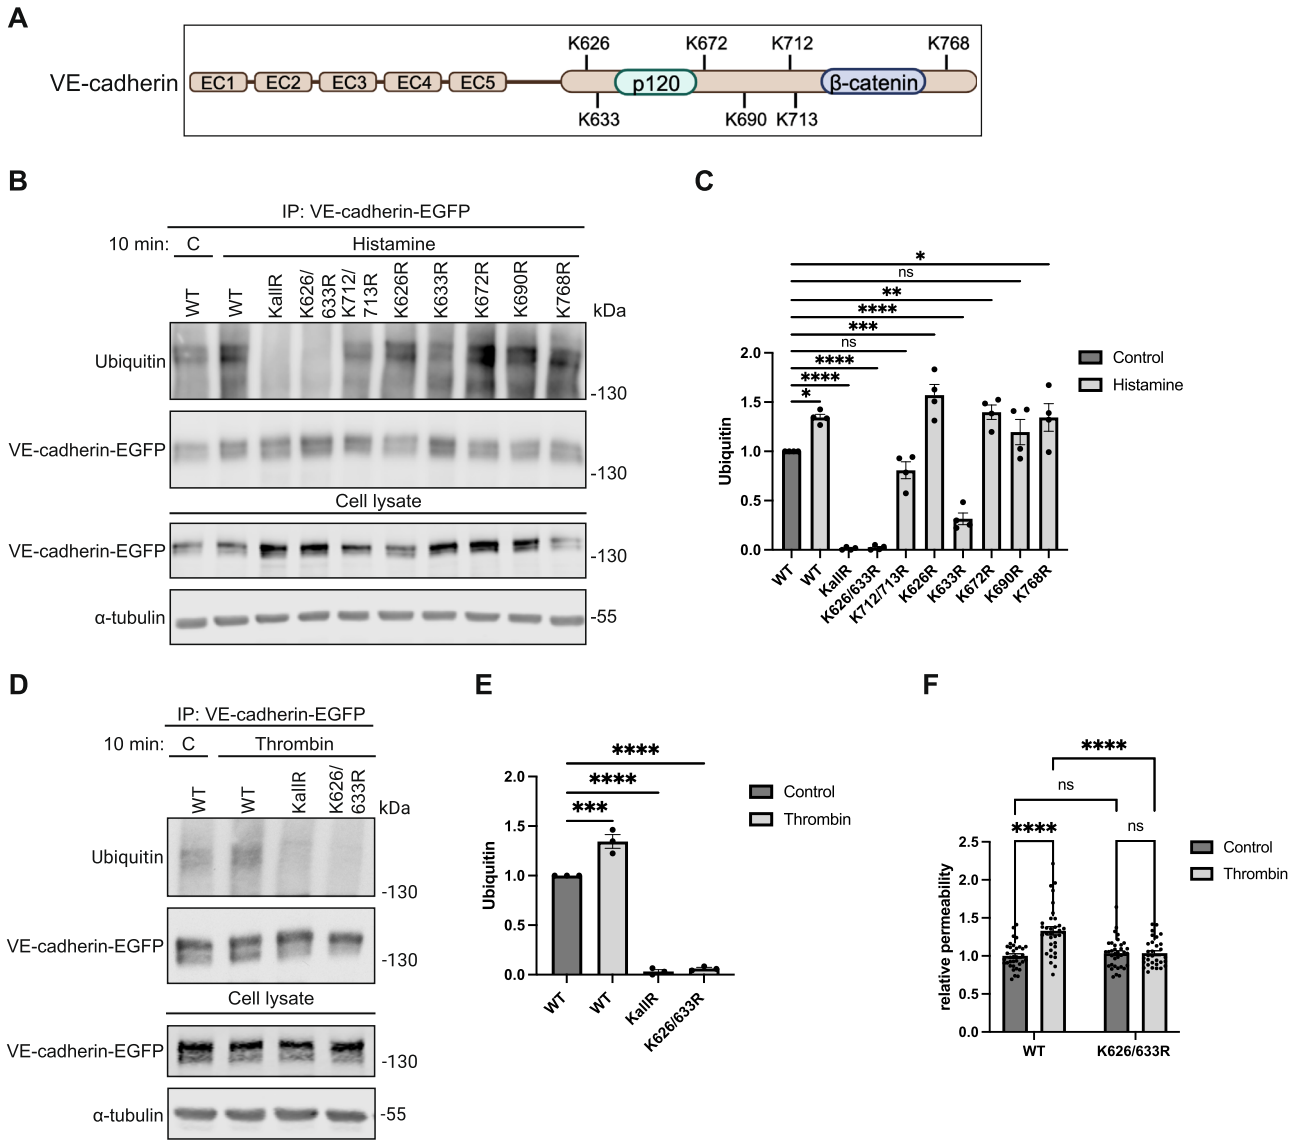 A
K626 K672 K712 K768
VE-cadherin EC1 EC2 EC3 EC4 EC5 p120 β-catenin
K633 K690 K713
B
IP: VE-cadherin-EGFP
10 min: C Histamine
WT WT KallR K626/633R K712/713R K626R K633R K672R K690R K768R
kDa
Ubiquitin
-130
VE-cadherin-EGFP
-130
Cell lysate
VE-cadherin-EGFP
-130
α-tubulin -55
C
*
ns
**
****
***
ns
****
****
*
2.0
1.5
1.0
0.5
0.0
Ubiquitin
Control
Histamine
WT WT KallR K626/633R K712/713R K626R K633R K672R K690R K768R
D
IP: VE-cadherin-EGFP
10 min: C Thrombin
WT WT KallR K626/633R
kDa
Ubiquitin
-130
VE-cadherin-EGFP
-130
Cell lysate
VE-cadherin-EGFP
-130
α-tubulin -55
E
****
****
***
2.0
1.5
1.0
0.5
0.0
Ubiquitin
Control
Thrombin
WT WT KallR K626/633R
F
****
ns
**** ns
2.5
2.0
1.5
1.0
0.5
0.0
relative permeability
Control
Thrombin
WT K626/633R